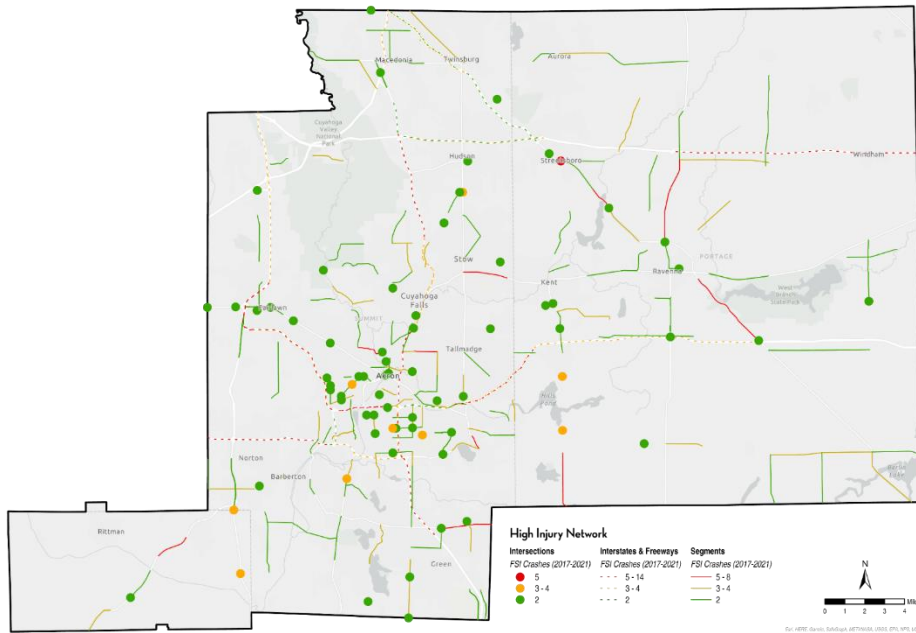 Macedonia
Twinsburg
Aurora
Cuyahoga
Valley
National
Park
Hudson
Streetsboro
Windham
Stow
PORTAGE
Ravenna
Kent
West
Branch
State Park
Cuyahoga
Falls
Fairlawn
SUMMIT
Tallmadge
Akron
Norton
Barberton
Rittman
Green
High Injury Network
Intersections Interstates & Freeways Segments
FSI Crashes (2017-2021) FSI Crashes (2017-2021) FSI Crashes (2017-2021)
5 5 - 14 5 - 8
3 - 4 3 - 4 3 - 4
2 2 2
N
0 1 2 3 4